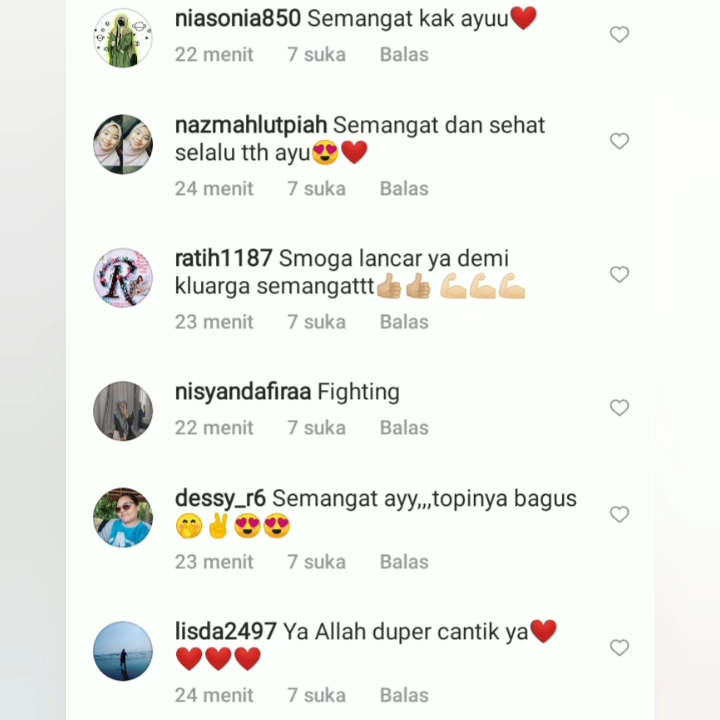 niasonia850 Semangat kak ayuu❤️
22 menit 7 suka Balas
nazmahlutpiah Semangat dan sehat
selalu tth ayu😍❤️
24 menit 7 suka Balas
ratih1187 Smoga lancar ya demi
kluarga semangattt👍🏼👍🏼💪🏼💪🏼💪🏼
23 menit 7 suka Balas
nisyandafiraa Fighting
22 menit 7 suka Balas
dessy_r6 Semangat ayy,,,topinya bagus
🤭✌️😍😍
23 menit 7 suka Balas
lisda2497 Ya Allah duper cantik ya❤️
❤️❤️❤️
24 menit 7 suka Balas